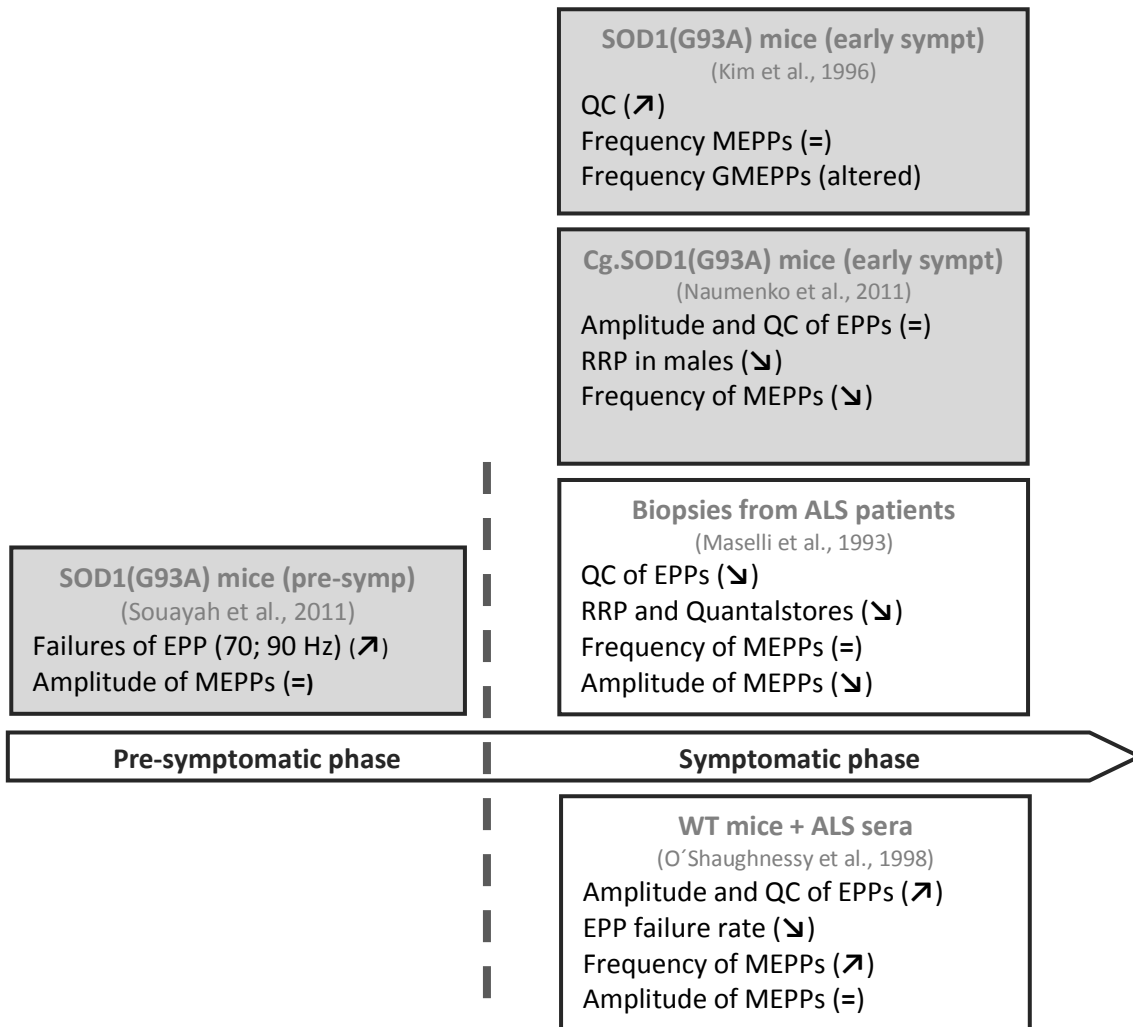 SOD1(G93A) mice (early sympt)
(Kim et al., 1996)
QC (↗)
Frequency MEPPs (=)
Frequency GMEPPs (altered)
Cg.SOD1(G93A) mice (early sympt)
(Naumenko et al., 2011)
Amplitude and QC of EPPs (=)
RRP in males (↘)
Frequency of MEPPs (↘)
Biopsies from ALS patients
(Maselli et al., 1993)
QC of EPPs (↘)
RRP and Quantalstores (↘)
Frequency of MEPPs (=)
Amplitude of MEPPs (↘)
SOD1(G93A) mice (pre-symp)
(Souayah et al., 2011)
Failures of EPP (70; 90 Hz) (↗)
Amplitude of MEPPs (=)
Pre-symptomatic phase
Symptomatic phase
WT mice + ALS sera
(O´Shaughnessy et al., 1998)
Amplitude and QC of EPPs (↗)
EPP failure rate (↘)
Frequency of MEPPs (↗)
Amplitude of MEPPs (=)